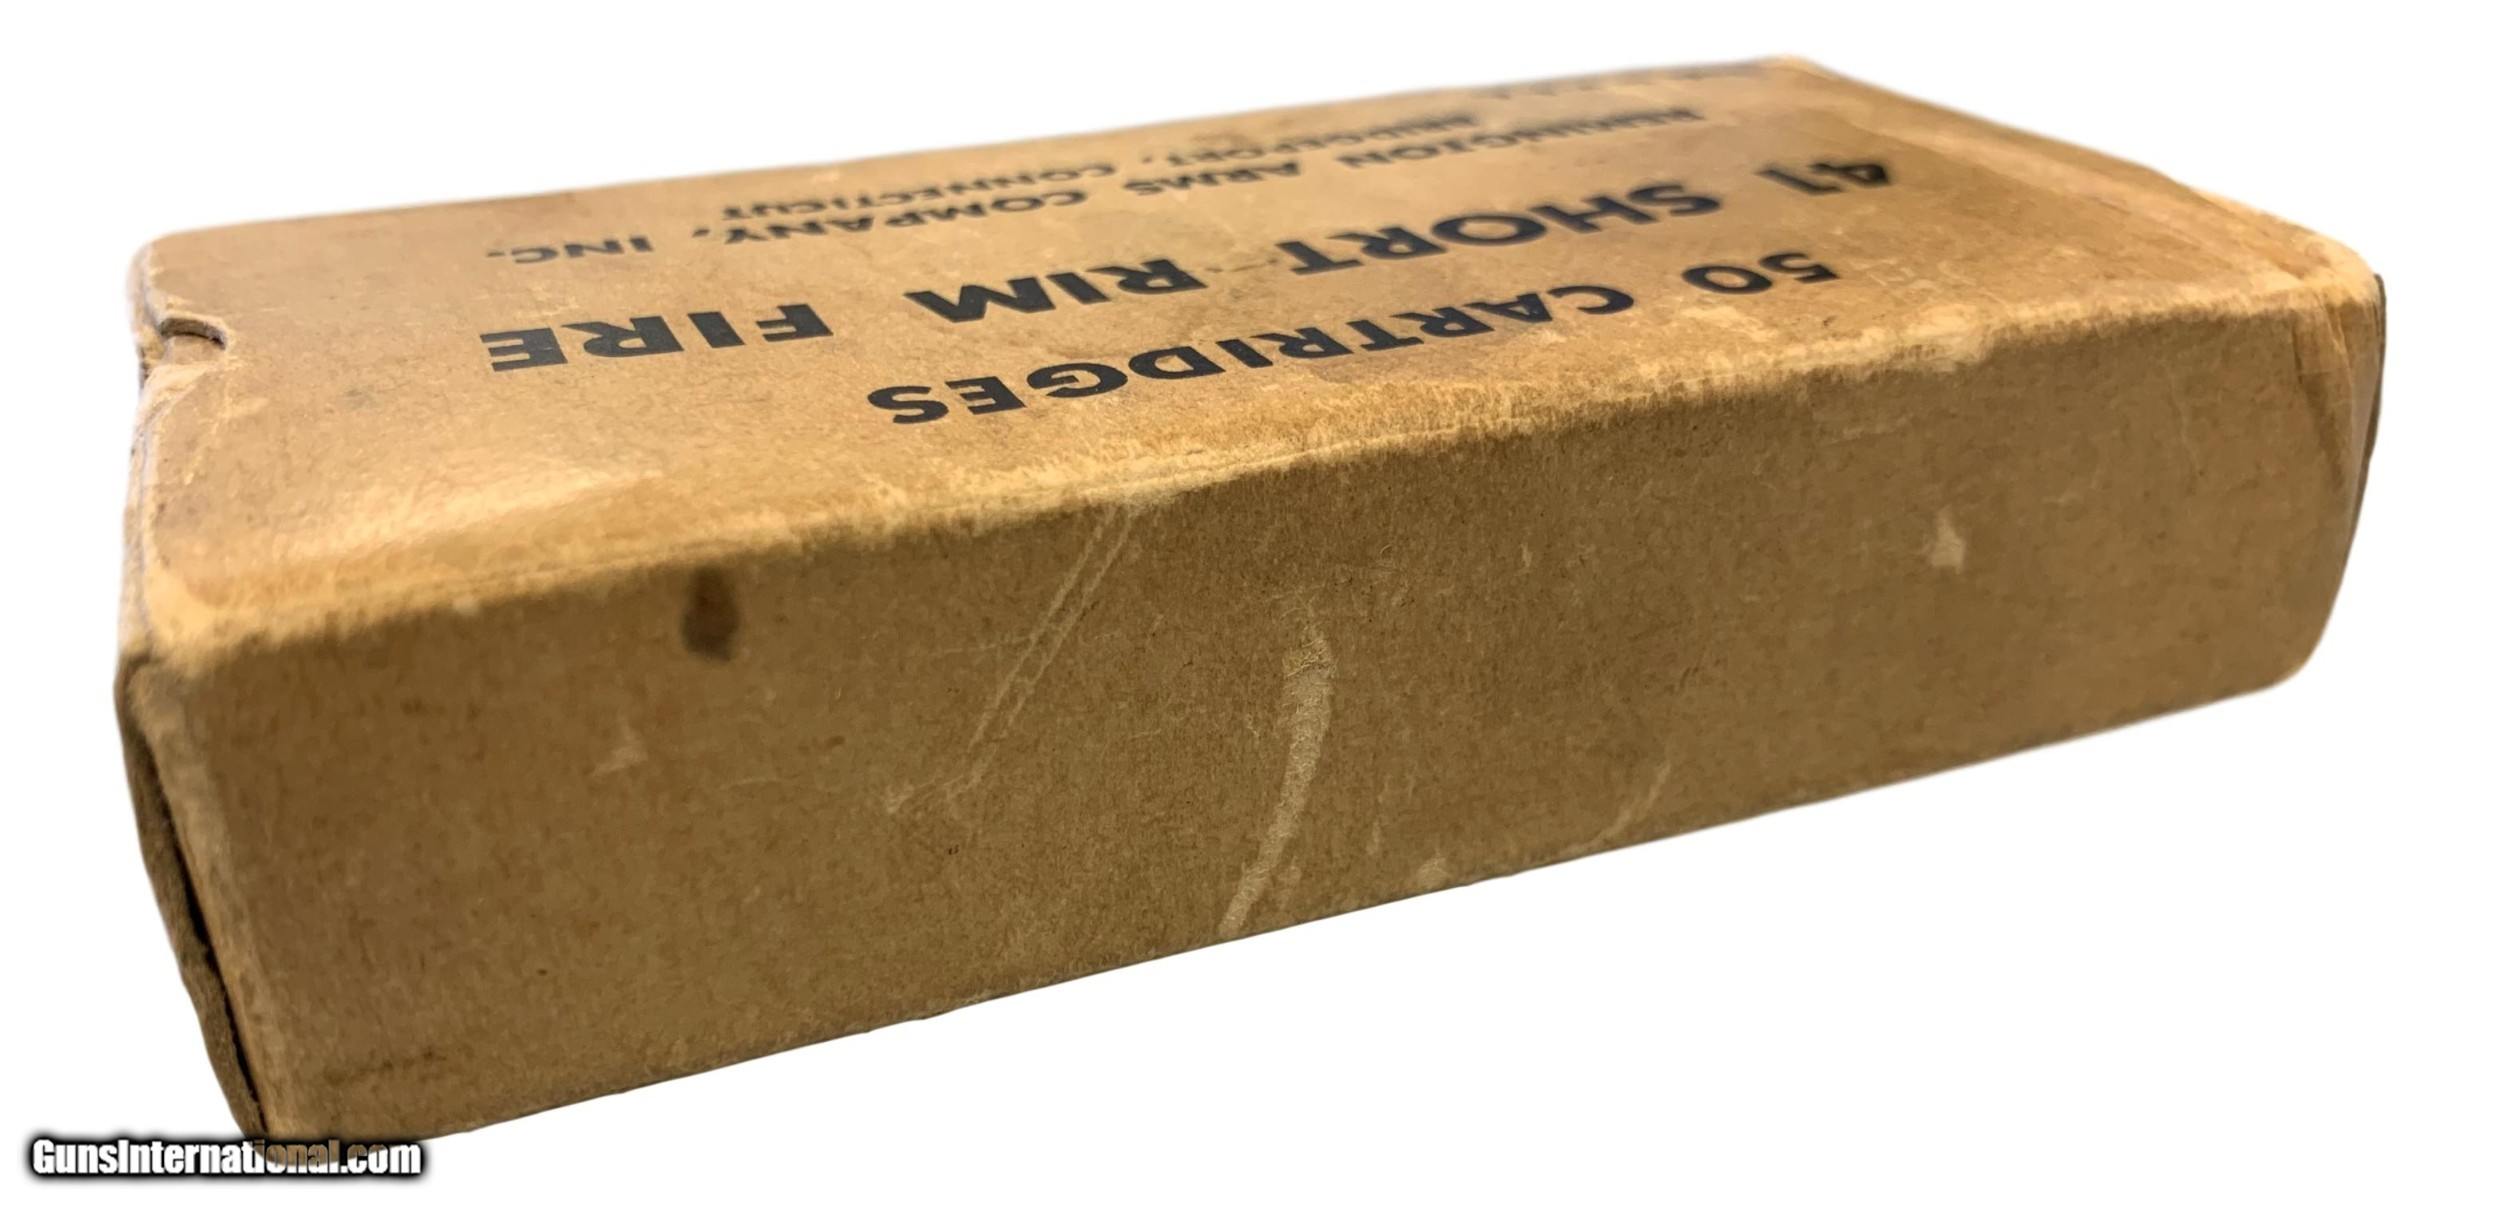 50 CARTRIDGES
41 SHORT RIM FIRE
REMINGTON ARMS COMPANY, INC.
BRIDGEPORT, CONNECTICUT
GunsInternational.com